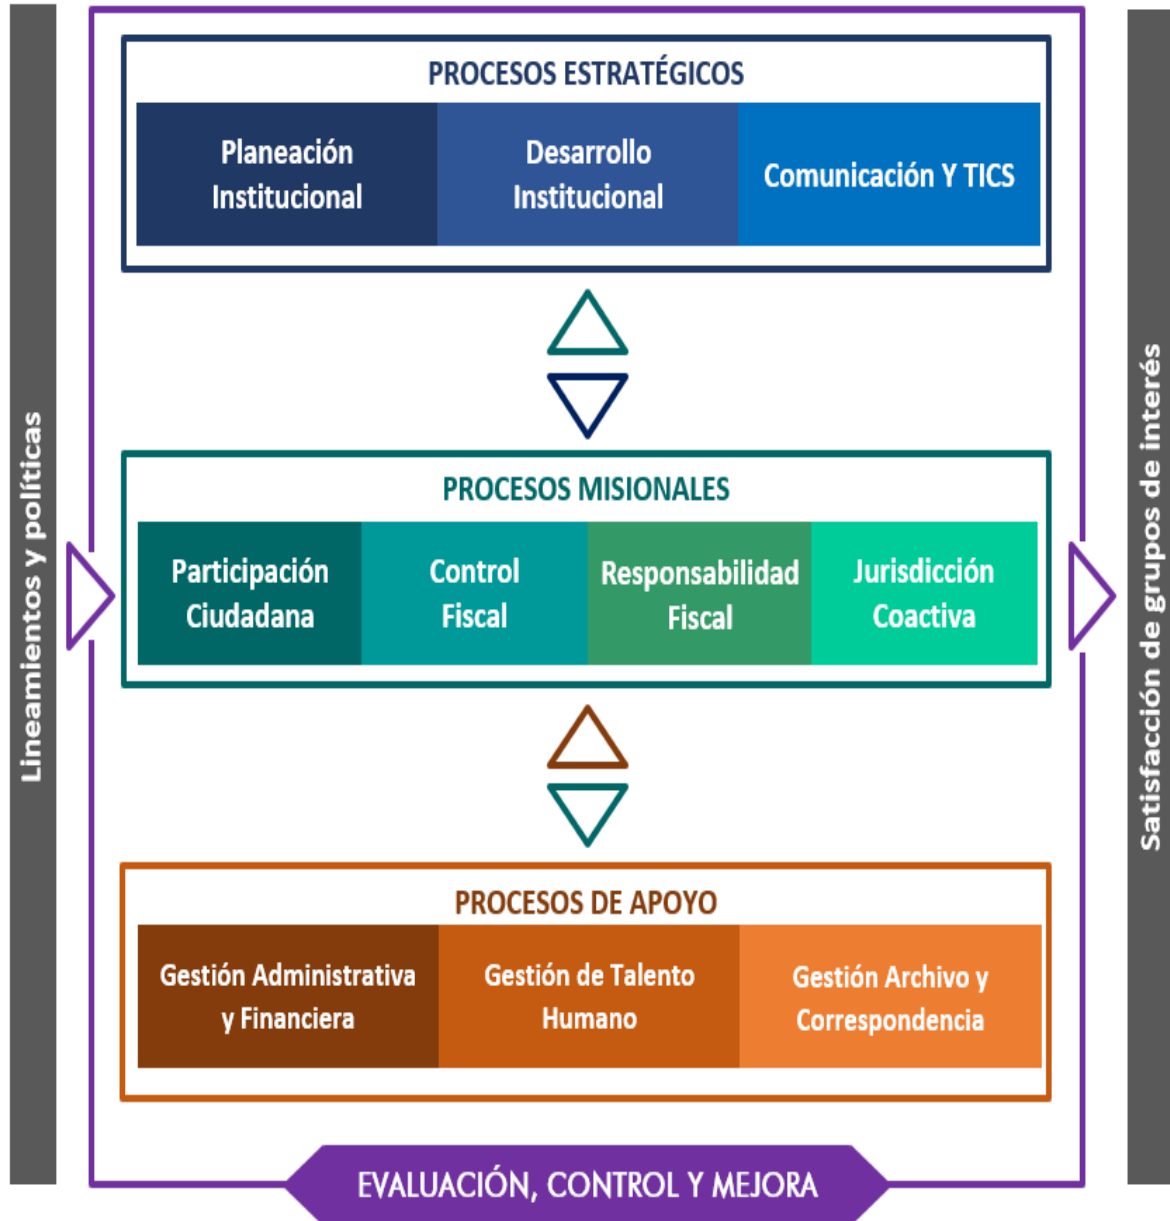 Lineamientos y políticas
PROCESOS ESTRATÉGICOS
Planeación
Institucional
Desarrollo
Institucional
Comunicación Y TICS
PROCESOS MISIONALES
Participación
Ciudadana
Control
Fiscal
Responsabilidad
Fiscal
Jurisdicción
Coactiva
PROCESOS DE APOYO
Gestión Administrativa
y Financiera
Gestión de Talento
Humano
Gestión Archivo y
Correspondencia
EVALUACIÓN, CONTROL Y MEJORA
Satisfacción de grupos de interés